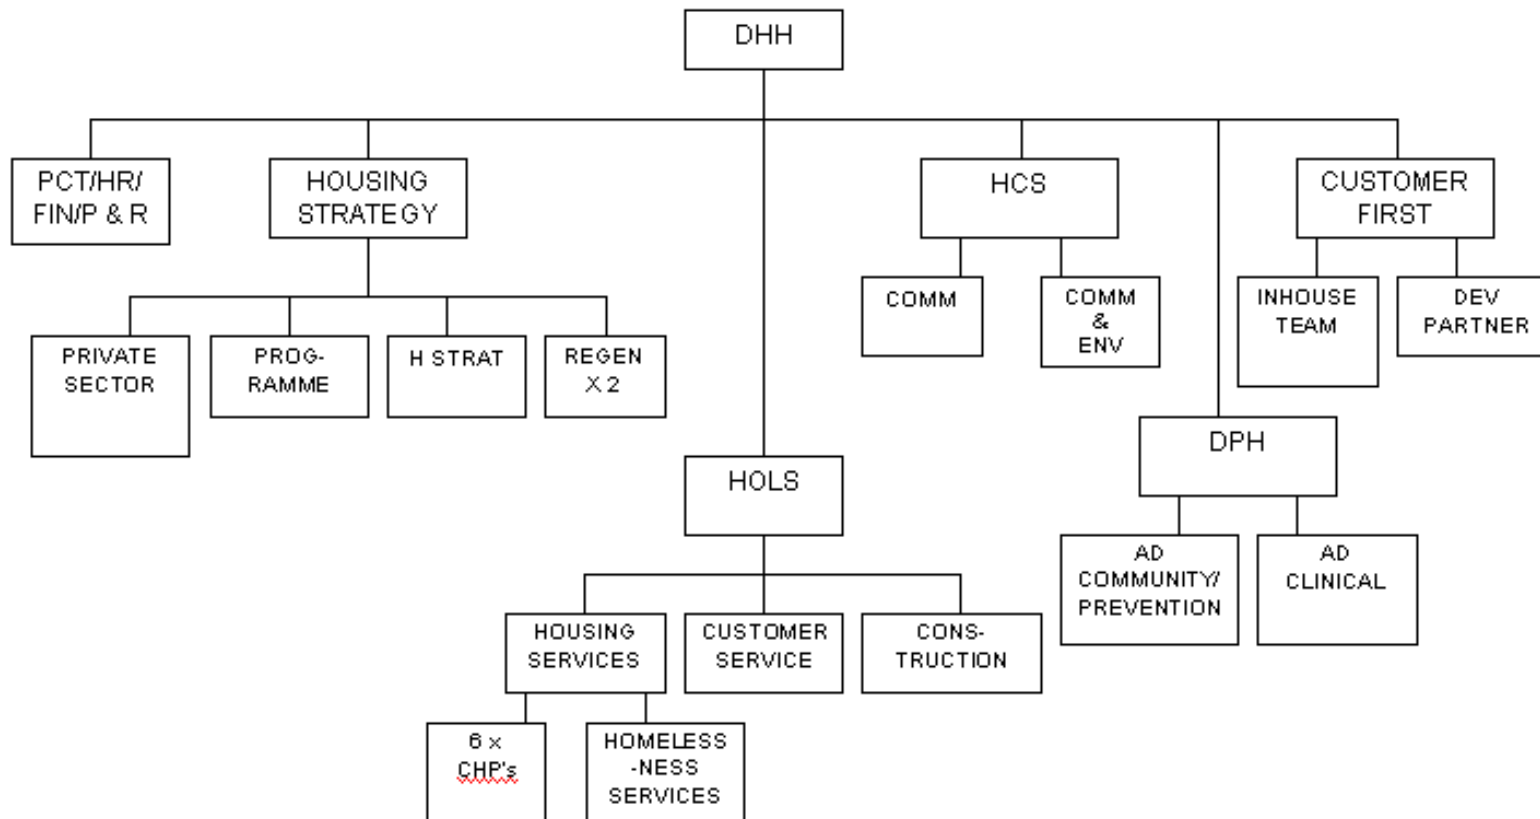 DHH
PCT/HR/
FIN/P & R
HOUSING
STRATEGY
HCS
CUSTOMER
FIRST
PRIVATE
SECTOR
PROG-
RAMME
H STRAT
REGEN
X 2
COMM
COMM
&
ENV
INHOUSE
TEAM
DEV
PARTNER
HOLS
DPH
AD
COMMUNITY/
PREVENTION
AD
CLINICAL
HOUSING
SERVICES
CUSTOMER
SERVICE
CONS-
TRUCTION
6 x
CHP's
HOMELESS
-NESS
SERVICES